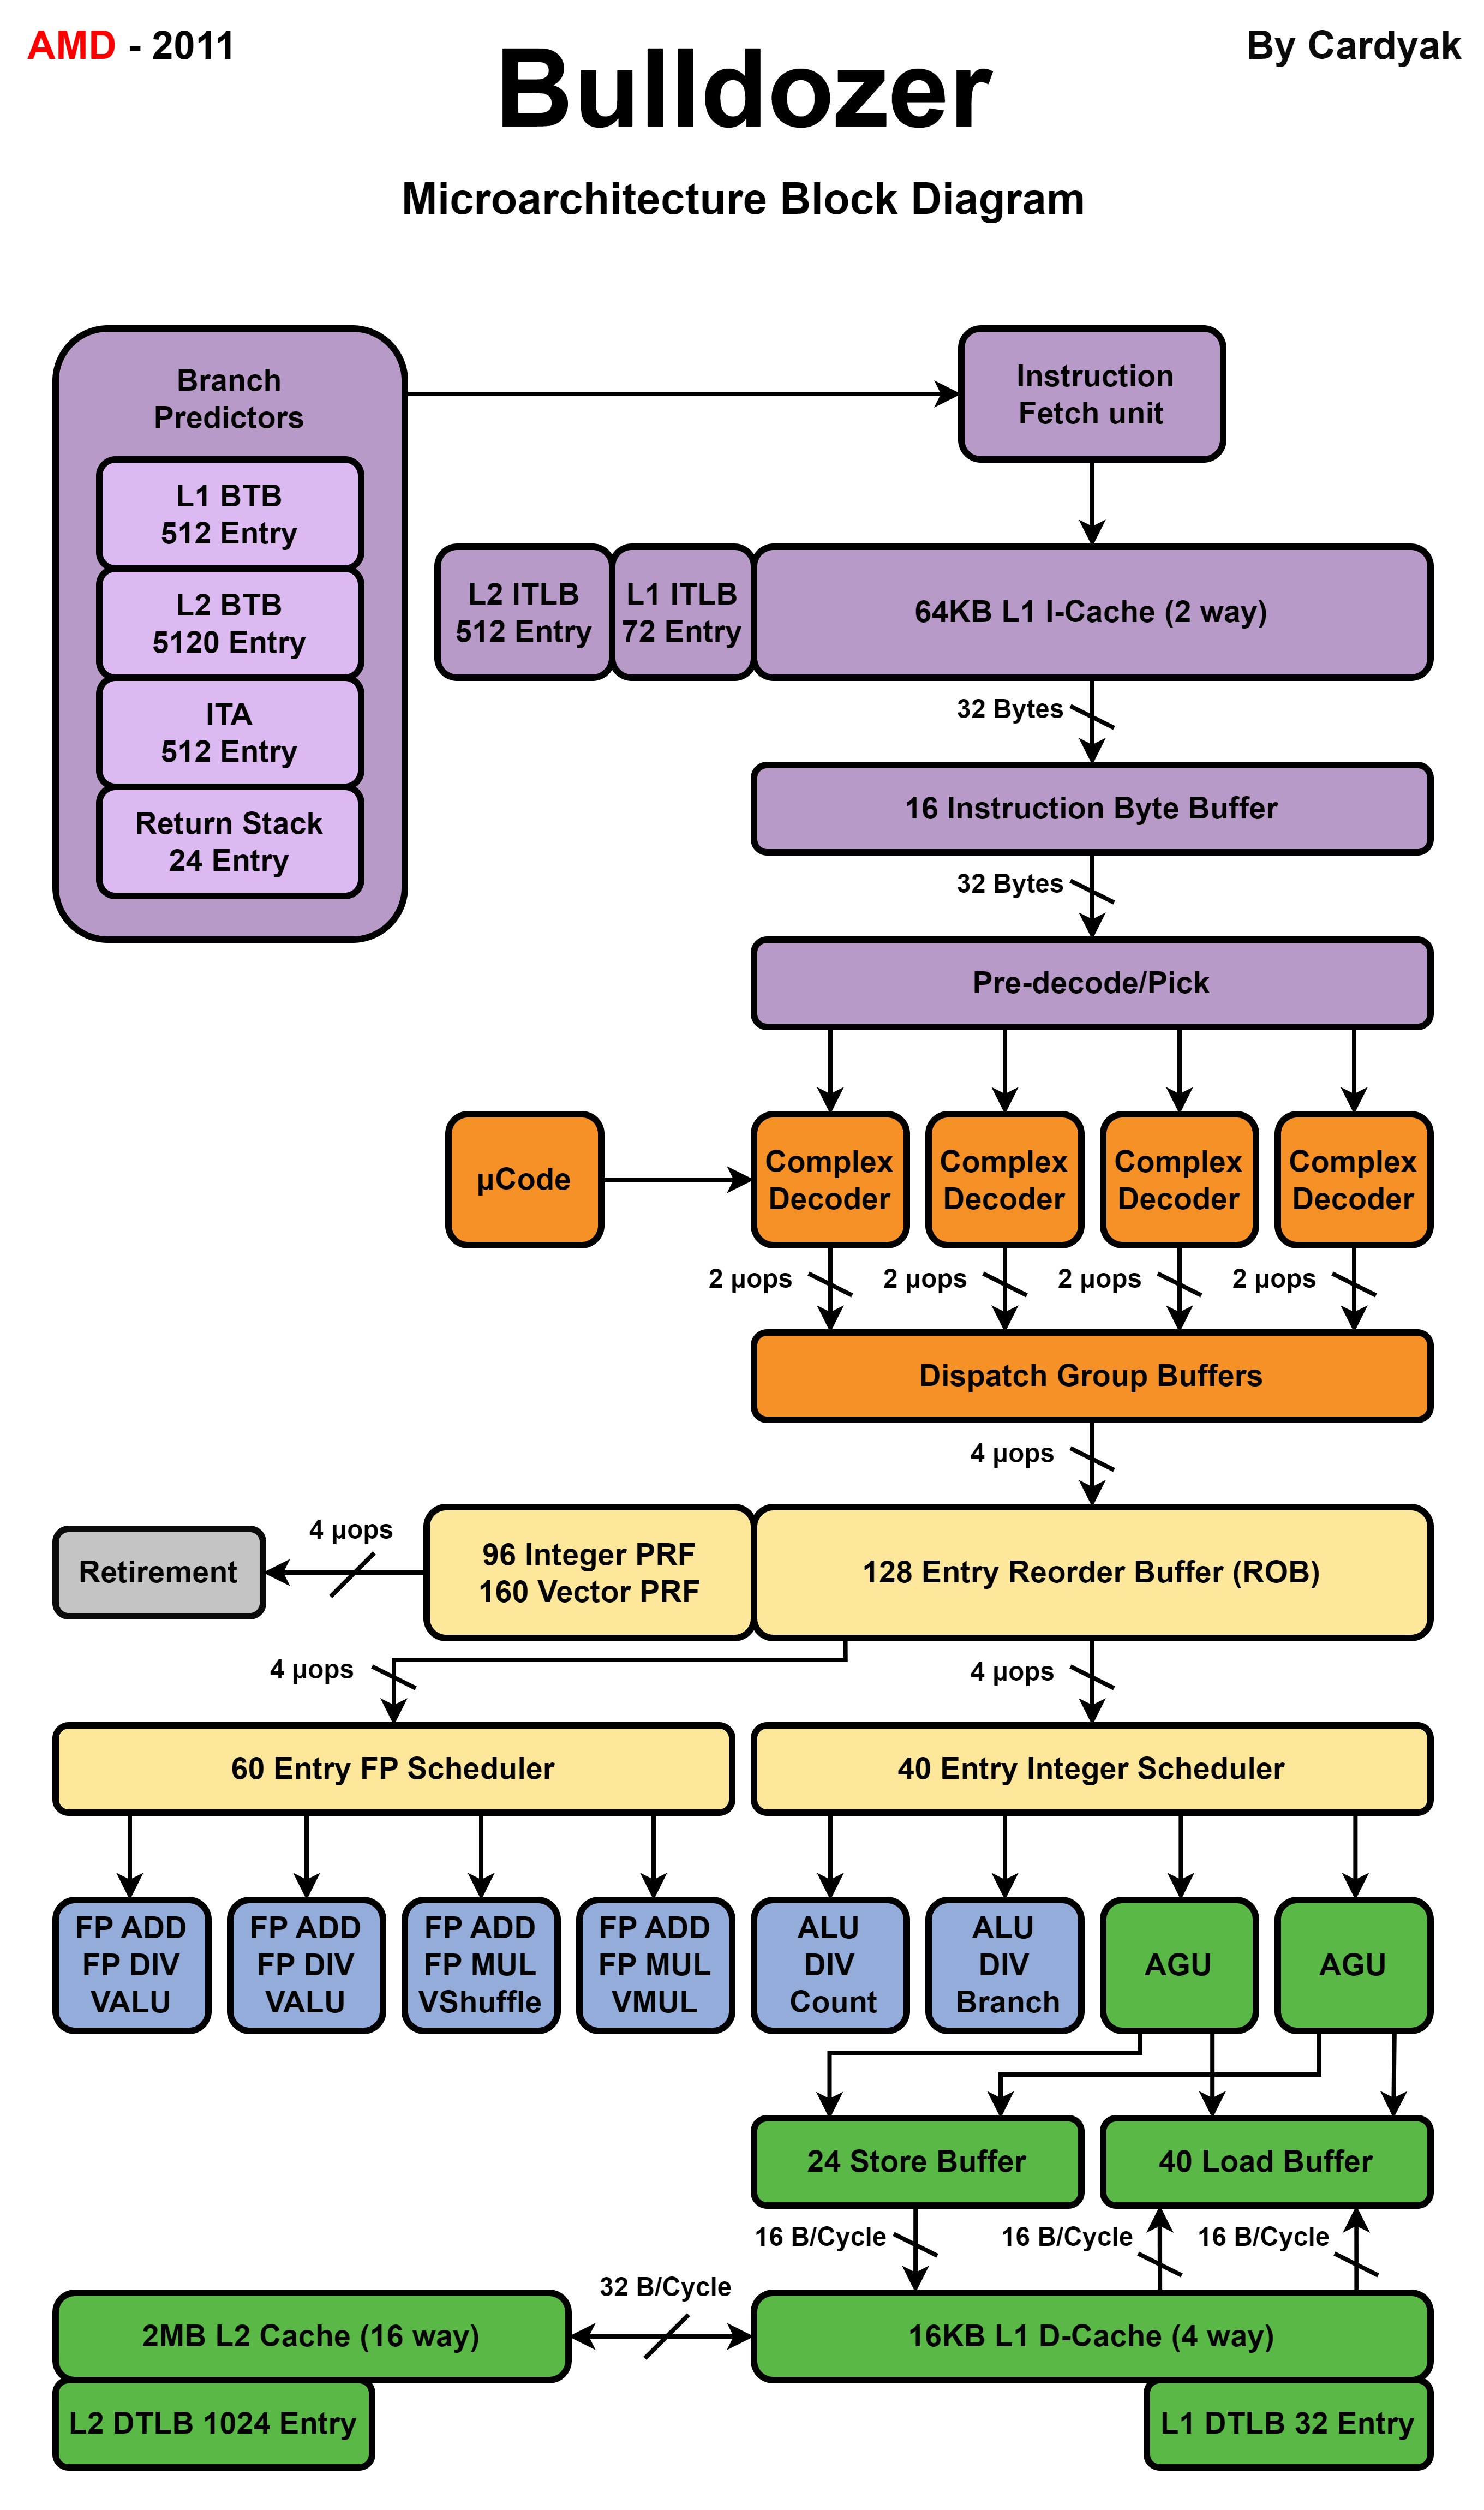 AMD - 2011
By Cardyak
Bulldozer
Microarchitecture Block Diagram
Branch
Predictors
L1 BTB
512 Entry
L2 BTB
5120 Entry
ITA
512 Entry
Return Stack
24 Entry
Instruction
Fetch unit
L2 ITLB
512 Entry
L1 ITLB
72 Entry
64KB L1 I-Cache (2 way)
32 Bytes
16 Instruction Byte Buffer
32 Bytes
Pre-decode/Pick
µCode
Complex
Decoder
Complex
Decoder
Complex
Decoder
Complex
Decoder
2 µops
2 µops
2 µops
2 µops
Dispatch Group Buffers
4 µops
Retirement
4 µops
96 Integer PRF
160 Vector PRF
128 Entry Reorder Buffer (ROB)
4 µops
4 µops
60 Entry FP Scheduler
40 Entry Integer Scheduler
FP ADD
FP DIV
VALU
FP ADD
FP DIV
VALU
FP ADD
FP MUL
VShuffle
FP ADD
FP MUL
VMUL
ALU
DIV
Count
ALU
DIV
Branch
AGU
AGU
24 Store Buffer
40 Load Buffer
16 B/Cycle
16 B/Cycle
16 B/Cycle
32 B/Cycle
2MB L2 Cache (16 way)
16KB L1 D-Cache (4 way)
L2 DTLB 1024 Entry
L1 DTLB 32 Entry